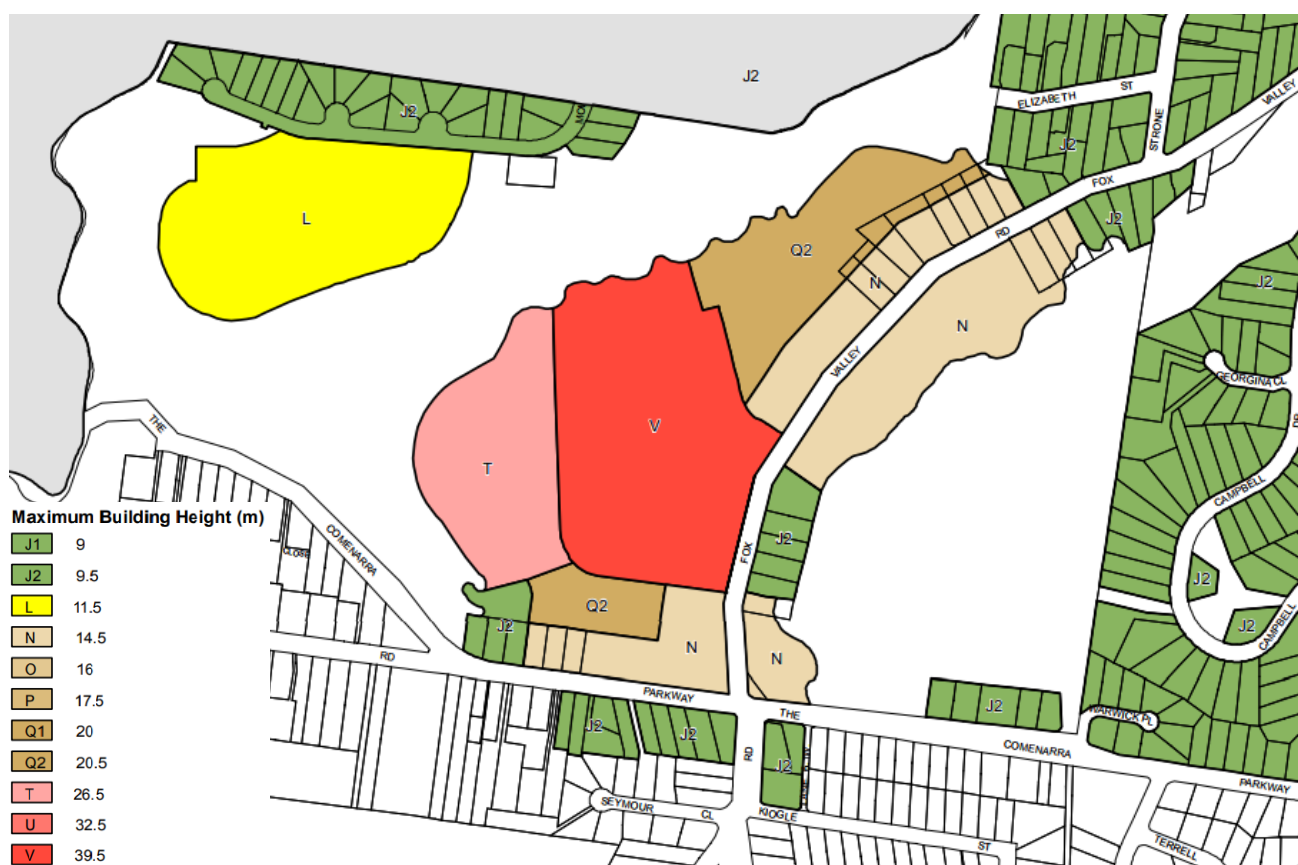 J2
J2
ELIZABETH ST
STRONE
VALLEY
J2
FOX
J2
RD
L
Q2
N
N
J2
VALLEY
GEORGINA CL
DR
THE
V
T
CAMPBELL
COMENARRA
CLOSE
FOX
J2
J2
J2
CAMPBELL
Q2
J2
N
N
RD
PARKWAY
THE
J2
WARWICK PL
J2
J2
J2
RD
COMENARRA
PARKWAY
SEYMOUR CL
KIOGLE ST
TERRELL
Maximum Building Height (m)
J1 9
J2 9.5
L 11.5
N 14.5
O 16
P 17.5
Q1 20
Q2 20.5
T 26.5
U 32.5
V 39.5